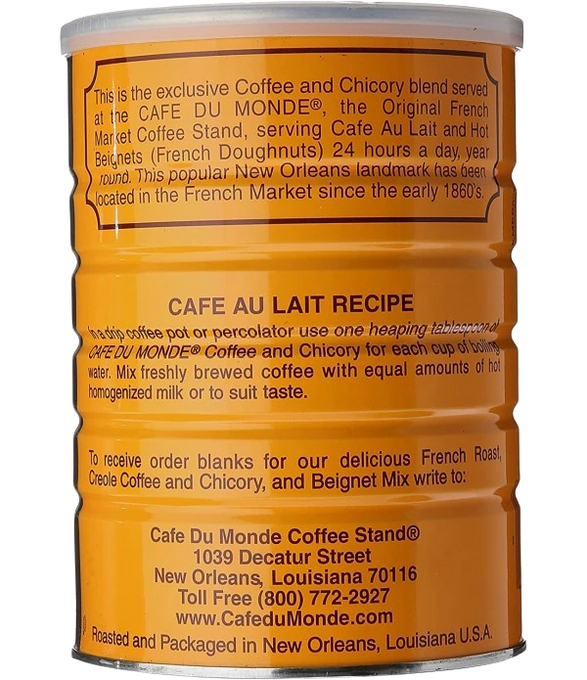 This is the exclusive Coffee and Chicory blend served
at the CAFE DU MONDE®, the Original French
Market Coffee Stand, serving Cafe Au Lait and Hot
Beignets (French Doughnuts) 24 hours a day, year
round. This popular New Orleans landmark has been
located in the French Market since the early 1860's.
CAFE AU LAIT RECIPE
In a drip coffee pot or percolator use one heaping tablespoon of
CAFE DU MONDE® Coffee and Chicory for each cup of boiling
water. Mix freshly brewed coffee with equal amounts of hot
homogenized milk or to suit taste.
To receive order blanks for our delicious French Roast,
Creole Coffee and Chicory, and Beignet Mix write to:
Cafe Du Monde Coffee Stand®
1039 Decatur Street
New Orleans, Louisiana 70116
Toll Free (800) 772-2927
www.CafeduMonde.com
Roasted and Packaged in New Orleans, Louisiana U.S.A.